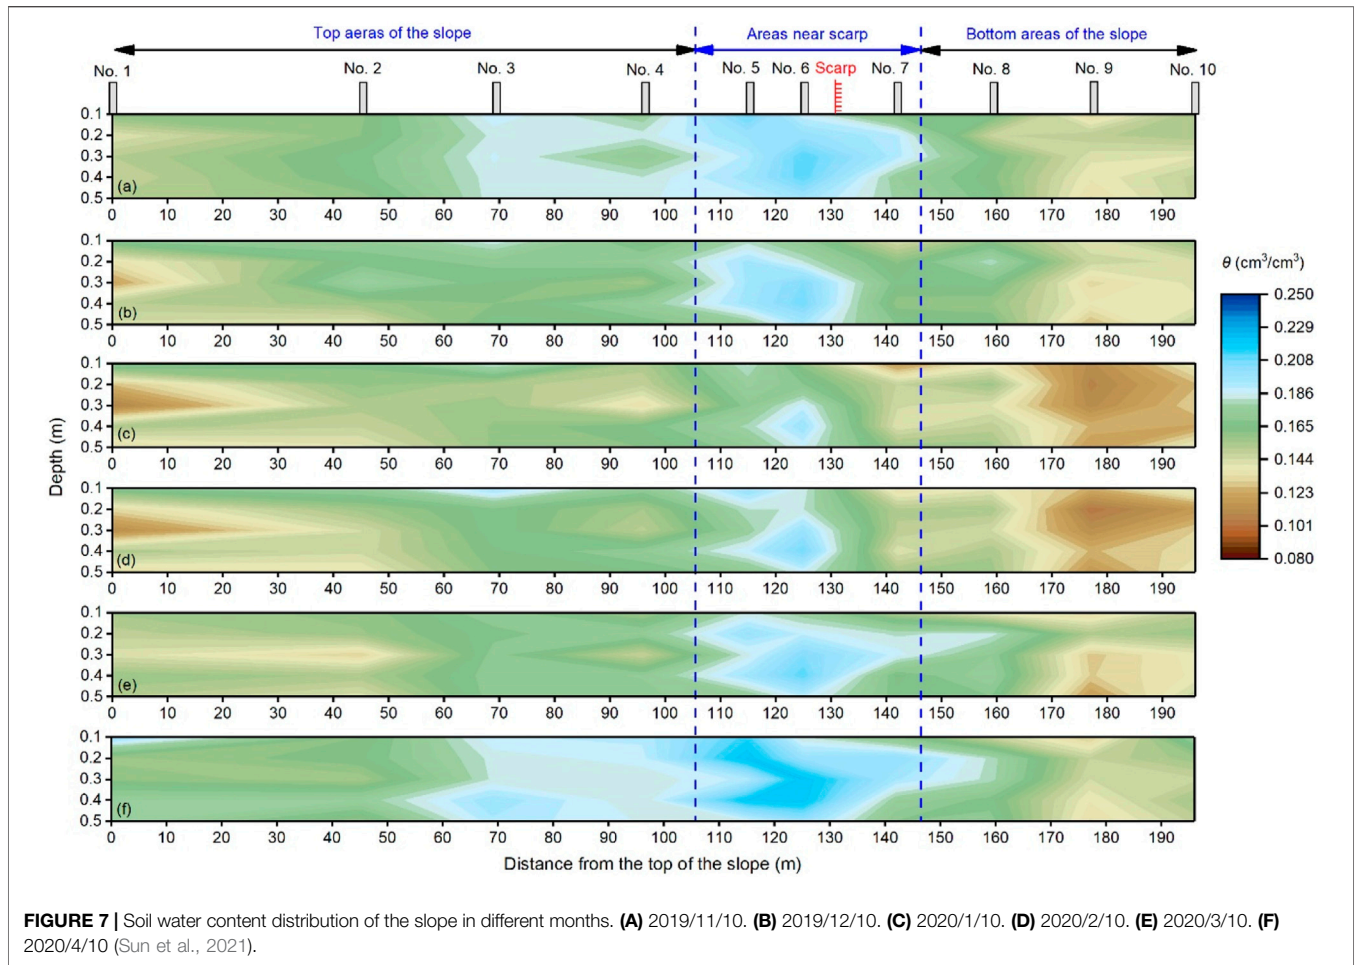 Top aeras of the slope Areas near scarp Bottom areas of the slope
No. 1 No. 2 No. 3 No. 4 No. 5 No. 6 Scarp No. 7 No. 8 No. 9 No. 10
0.1
0.2
0.3
0.4
0.5
(a)
0 10 20 30 40 50 60 70 80 90 100 110 120 130 140 150 160 170 180 190
0.1
0.2
0.3
0.4
0.5
(b)
0 10 20 30 40 50 60 70 80 90 100 110 120 130 140 150 160 170 180 190
0.1
0.2
0.3
0.4
0.5
(c)
0 10 20 30 40 50 60 70 80 90 100 110 120 130 140 150 160 170 180 190
0.1
0.2
0.3
0.4
0.5
(d)
0 10 20 30 40 50 60 70 80 90 100 110 120 130 140 150 160 170 180 190
0.1
0.2
0.3
0.4
0.5
(e)
0 10 20 30 40 50 60 70 80 90 100 110 120 130 140 150 160 170 180 190
0.1
0.2
0.3
0.4
0.5
(f)
0 10 20 30 40 50 60 70 80 90 100 110 120 130 140 150 160 170 180 190
Depth (m)
Distance from the top of the slope (m)
θ (cm³/cm³)
0.250
0.229
0.208
0.186
0.165
0.144
0.123
0.101
0.080
FIGURE 7 | Soil water content distribution of the slope in different months. (A) 2019/11/10. (B) 2019/12/10. (C) 2020/1/10. (D) 2020/2/10. (E) 2020/3/10. (F)
2020/4/10 (Sun et al., 2021).